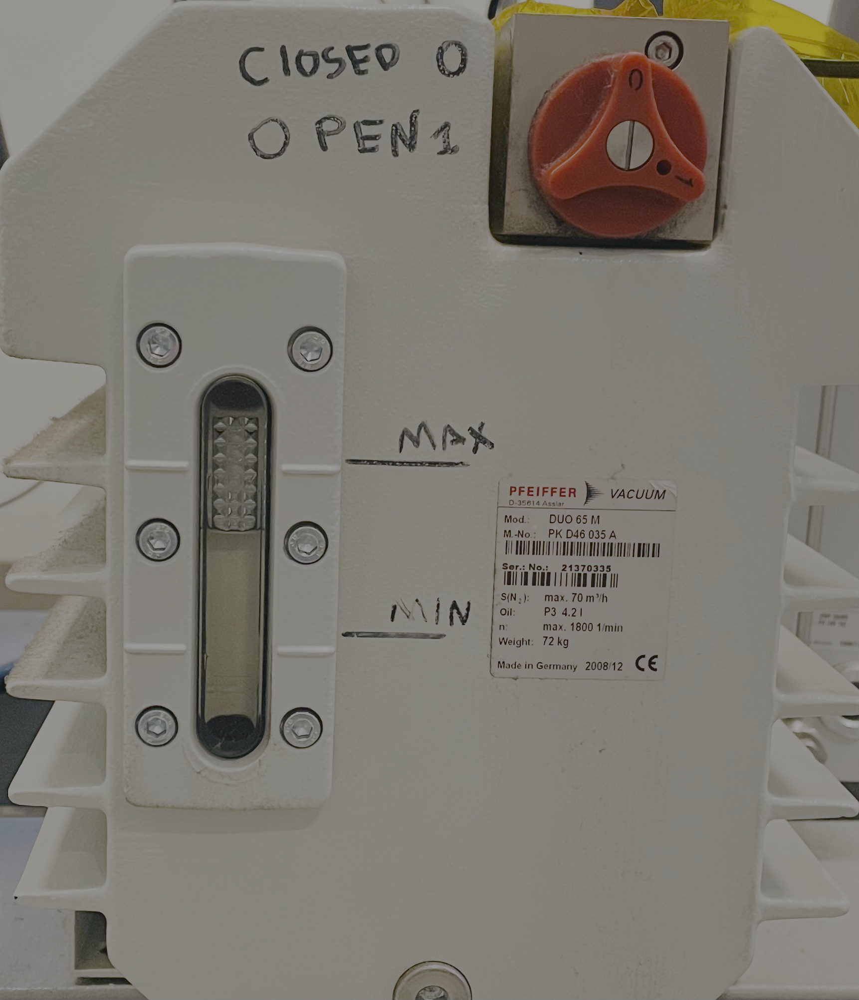 CLOSED 0
OPEN 1
0
MAX
PFEIFFER VACUUM
D-35614 Asslar
Mod.: DUO 65 M
M.-No.: PK D46 035 A
Ser.: No.: 21370335
S(N₂): max. 70 m³/h
Oil: P3 4.2 l
n: max. 1800 1/min
Weight: 72 kg
Made in Germany 2008/12 CE
MIN